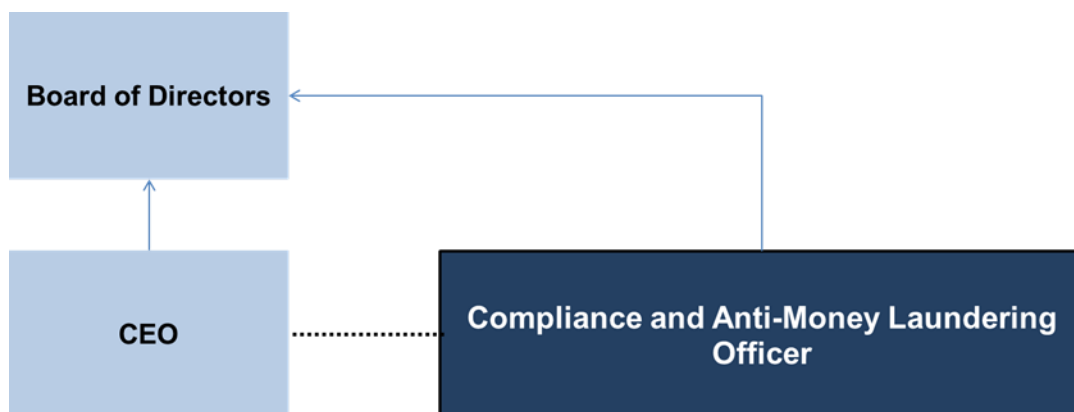 Board of Directors
CEO
Compliance and Anti-Money Laundering
Officer